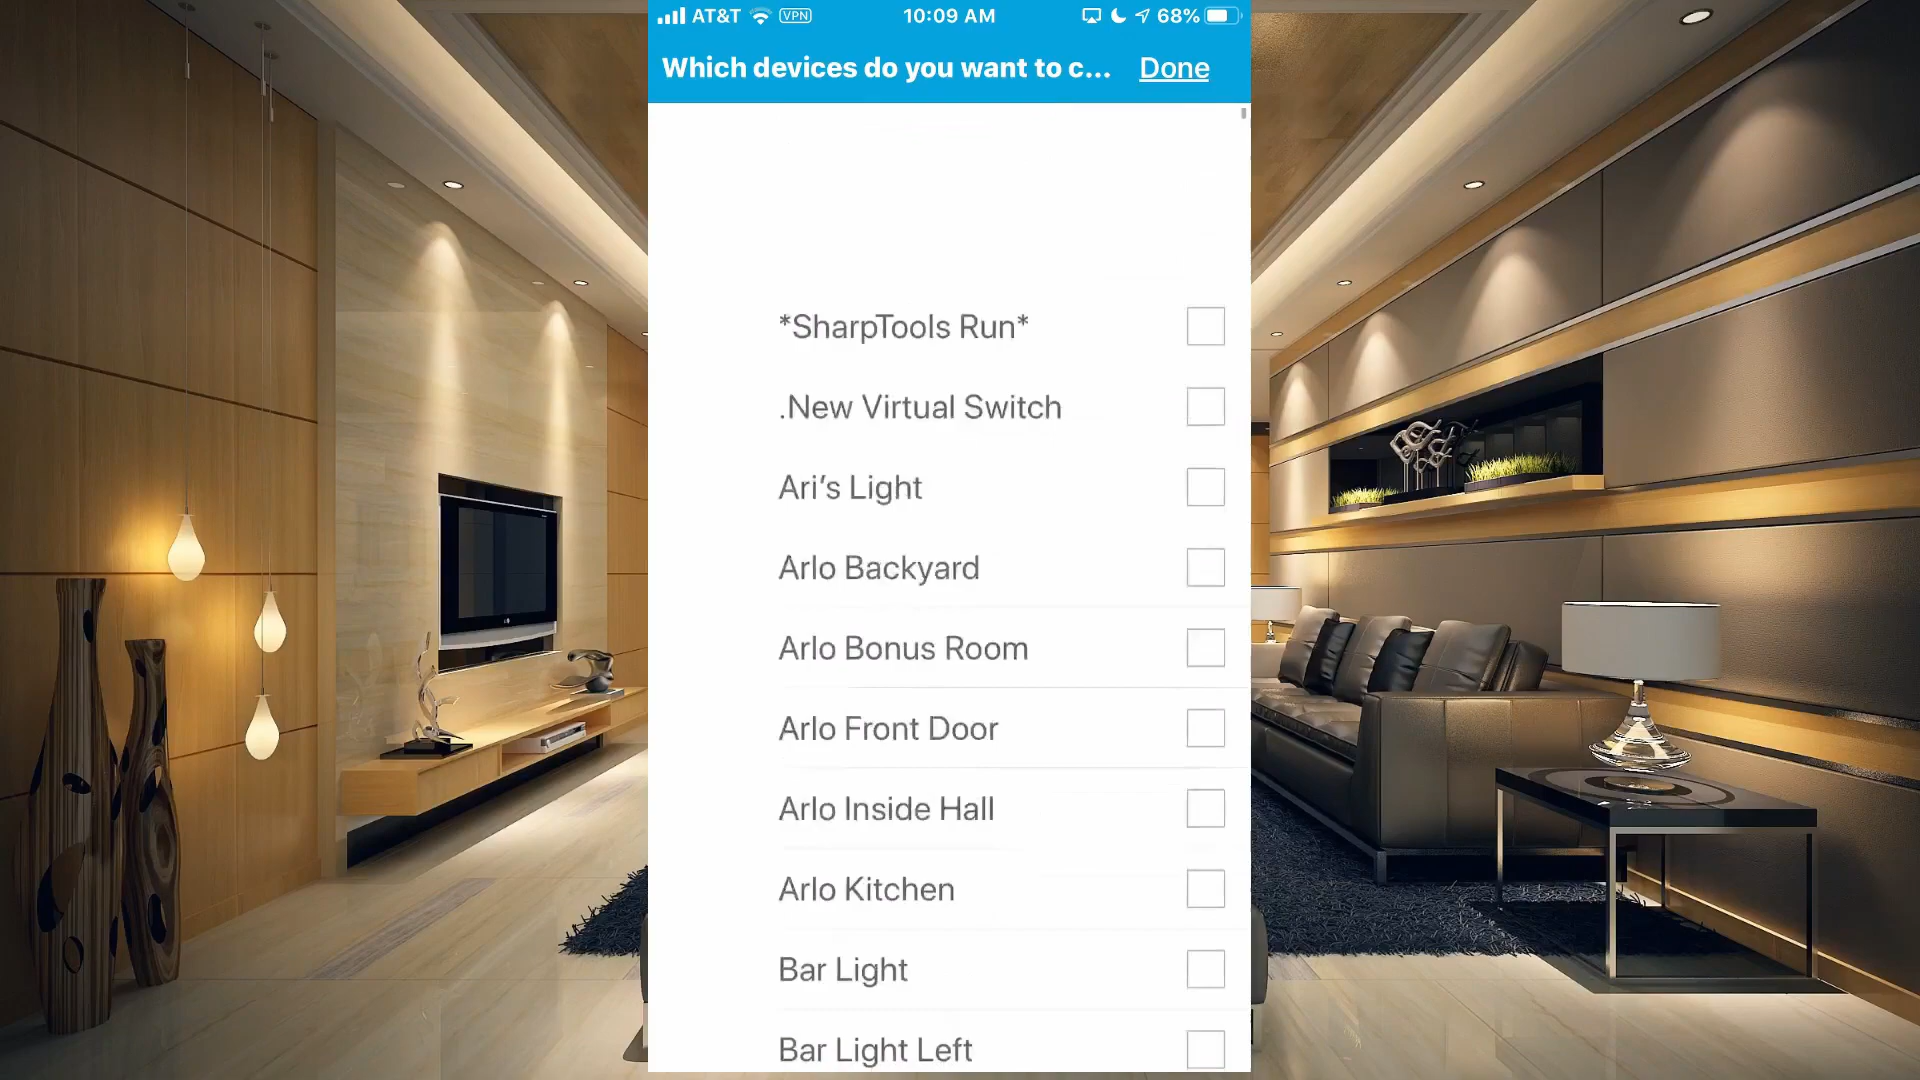 AT&T VPN 10:09 AM 68%
Which devices do you want to c... Done
*SharpTools Run*
.New Virtual Switch
Ari’s Light
Arlo Backyard
Arlo Bonus Room
Arlo Front Door
Arlo Inside Hall
Arlo Kitchen
Bar Light
Bar Light Left